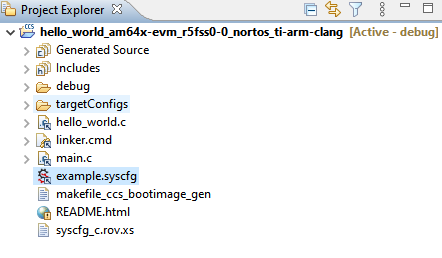 Project Explorer
hello_world_am64x-evm_r5fss0-0_nortos_ti-arm-clang [Active - debug]
Generated Source
Includes
debug
targetConfigs
hello_world.c
linker.cmd
main.c
example.syscfg
makefile_ccs_bootimage_gen
README.html
syscfg_c.rov.xs